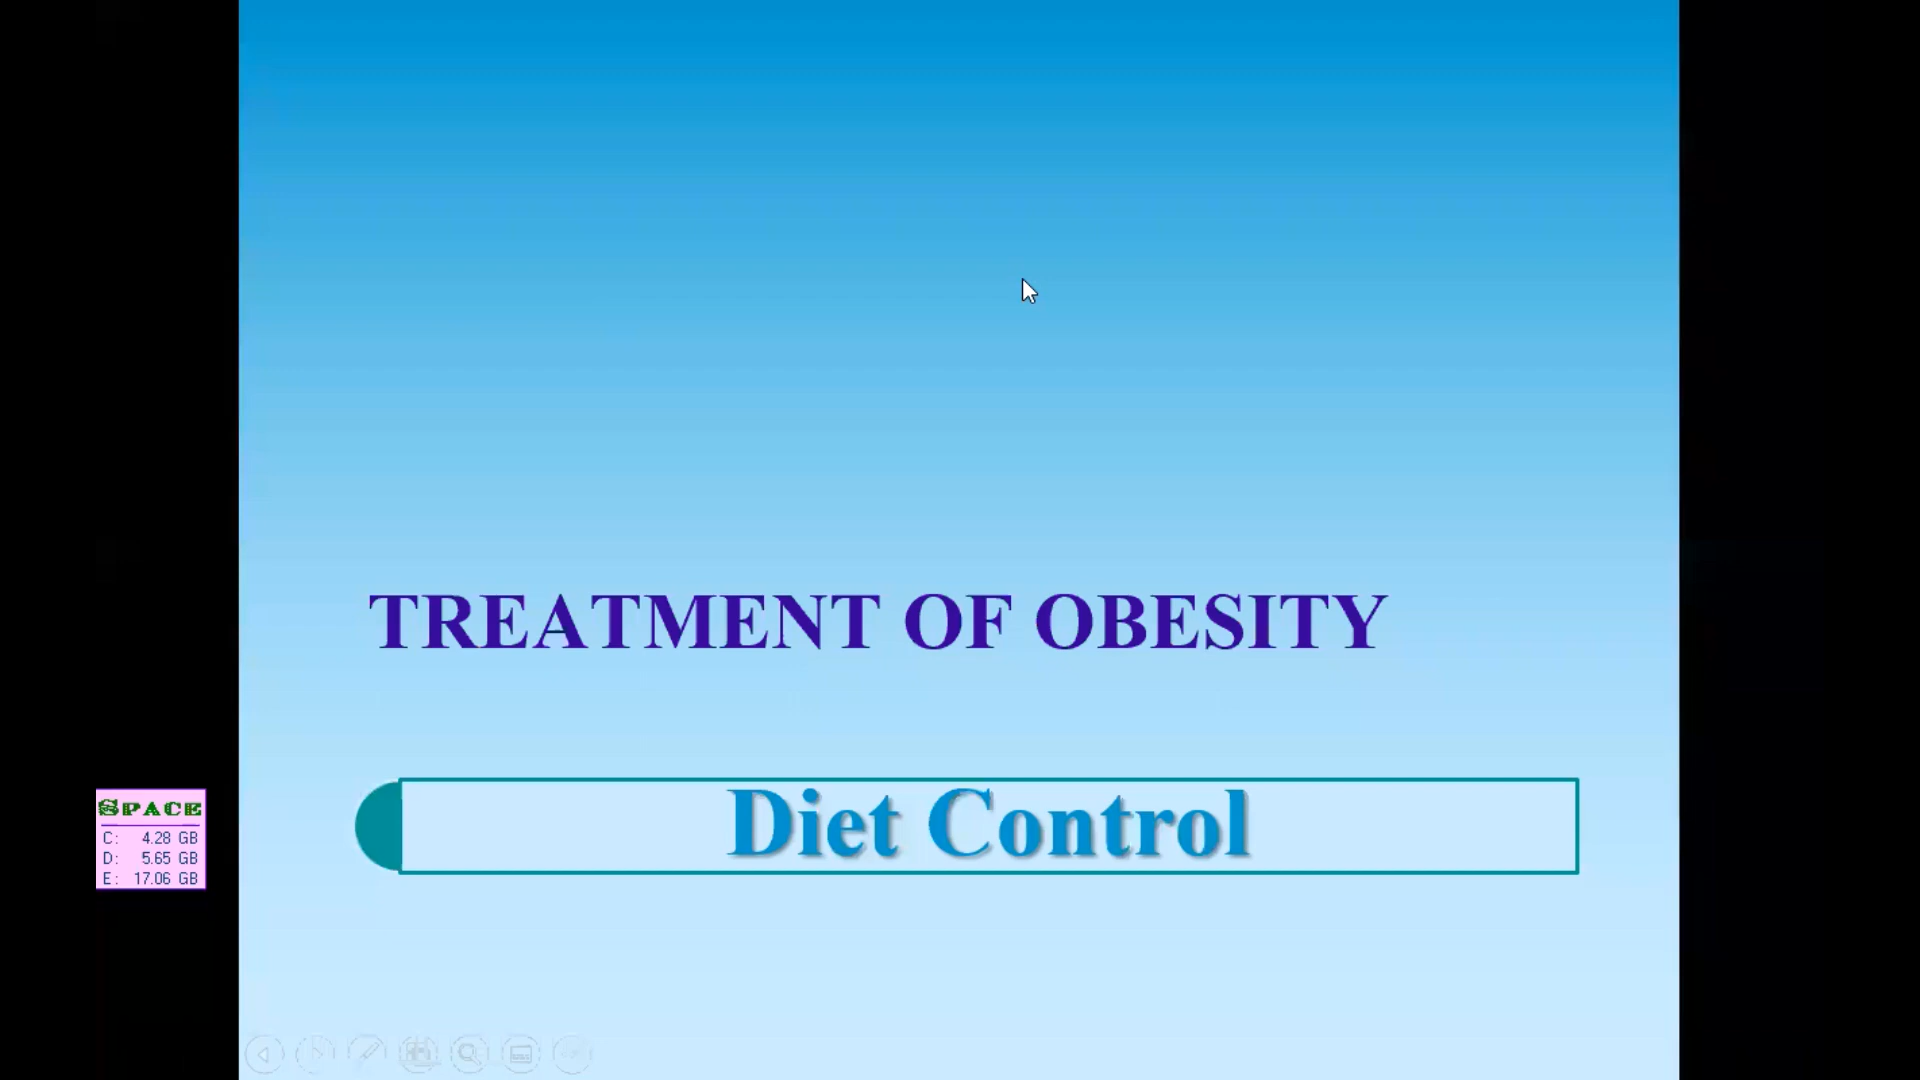 TREATMENT OF OBESITY
Diet Control
SPACE
C: 4.28 GB
D: 5.65 GB
E: 17.06 GB